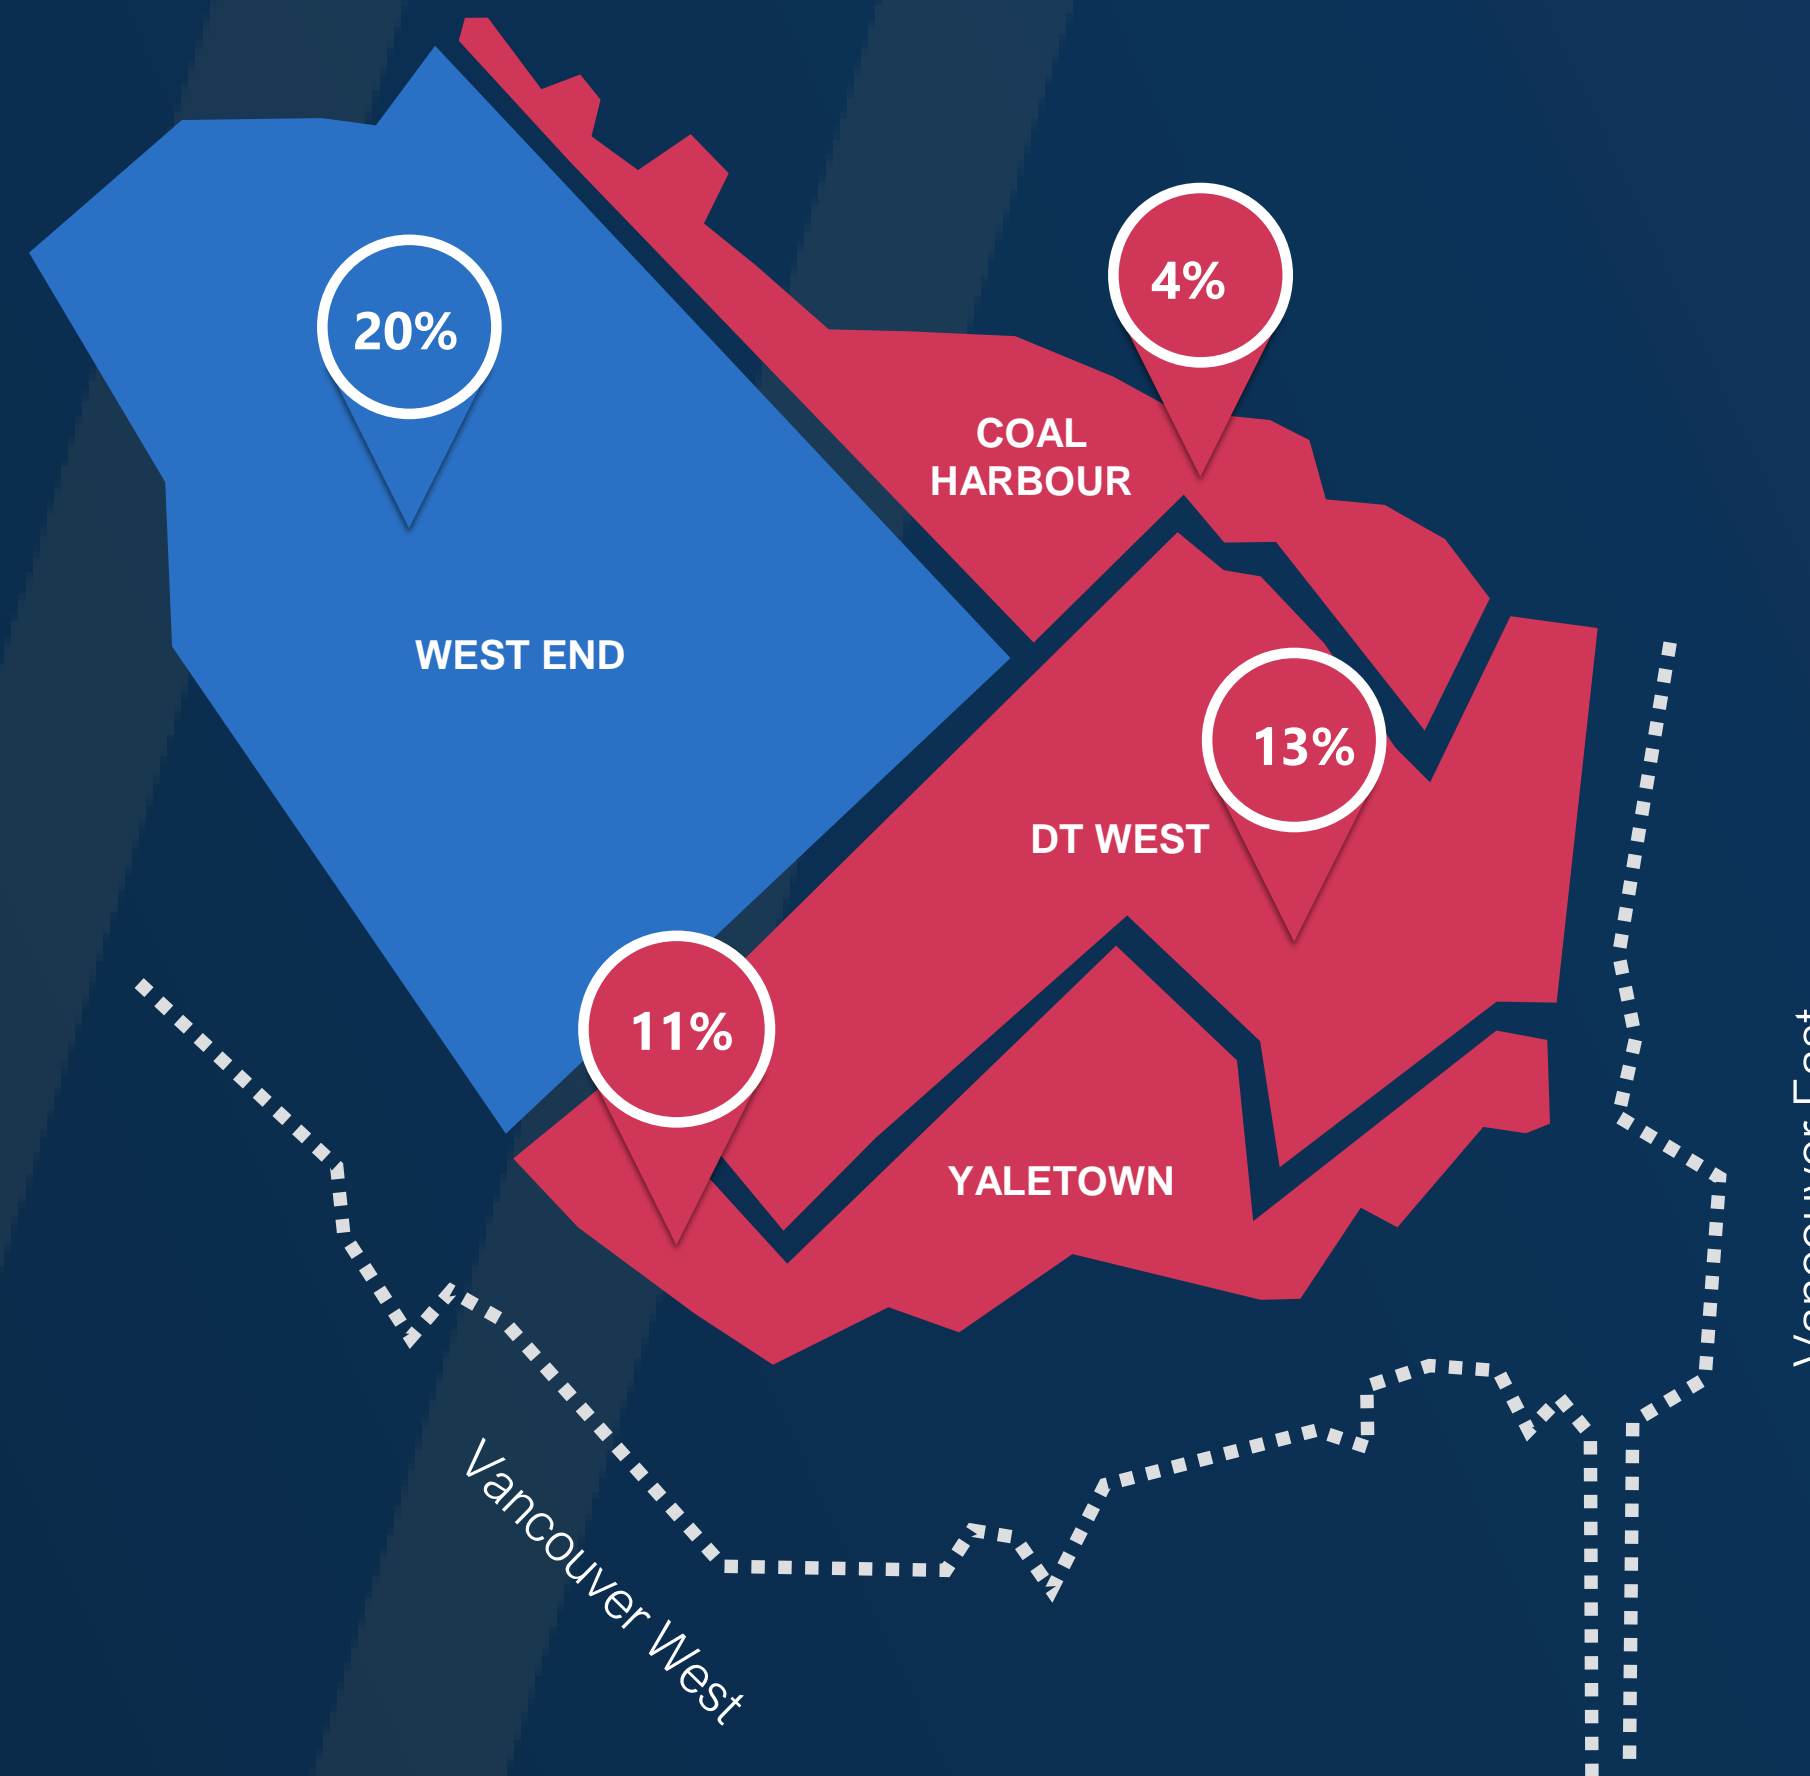 4%
20%
COAL
HARBOUR
WEST END
13%
DT WEST
11%
YALETOWN
Vancouver West